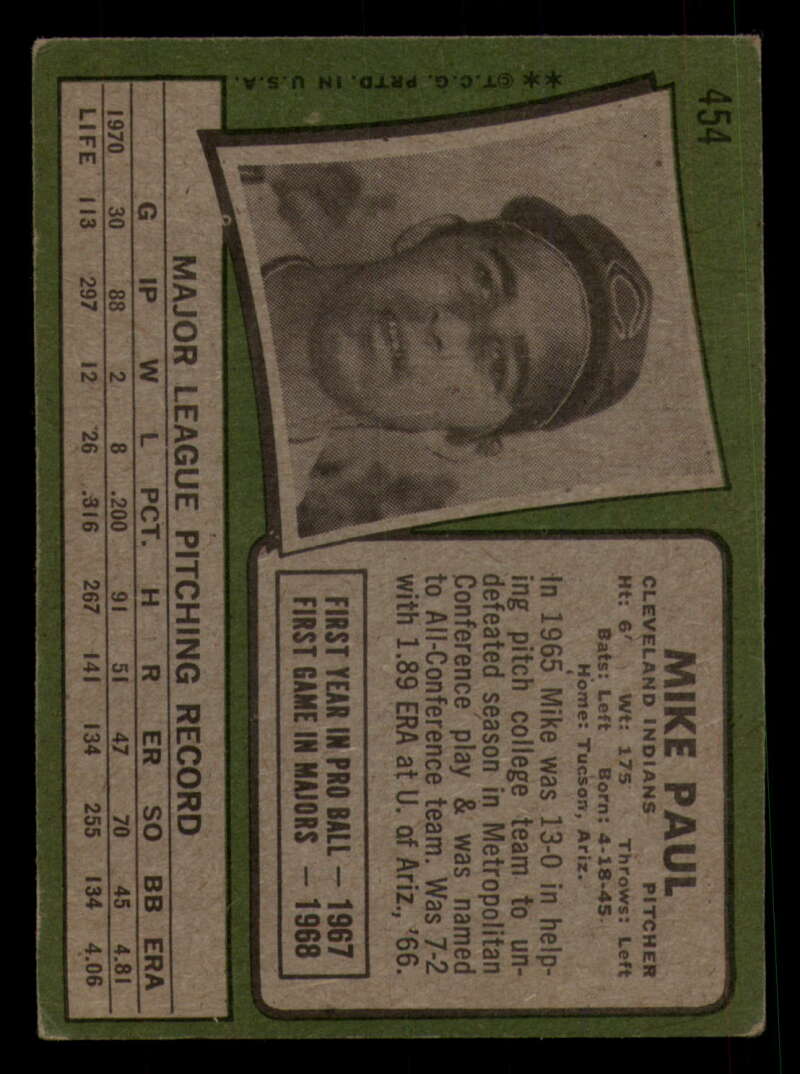 454
**©T.C.G. PRTD. IN U.S.A.
MIKE PAUL
CLEVELAND INDIANS PITCHER
Ht: 6' Wt: 175 Throws: Left
Bats: Left Born: 4-18-45
Home: Tucson, Ariz.
In 1965 Mike was 13-0 in help-
ing pitch college team to un-
defeated season in Metropolitan
Conference play & was named
to All-Conference team. Was 7-2
with 1.89 ERA at U. of Ariz., '66.
FIRST YEAR IN PRO BALL — 1967
FIRST GAME IN MAJORS — 1968
MAJOR LEAGUE PITCHING RECORD
G IP W L PCT. H R ER SO BB ERA
1970 30 88 2 8 .200 91 51 47 70 45 4.81
LIFE 113 297 12 26 .316 267 141 134 255 134 4.06